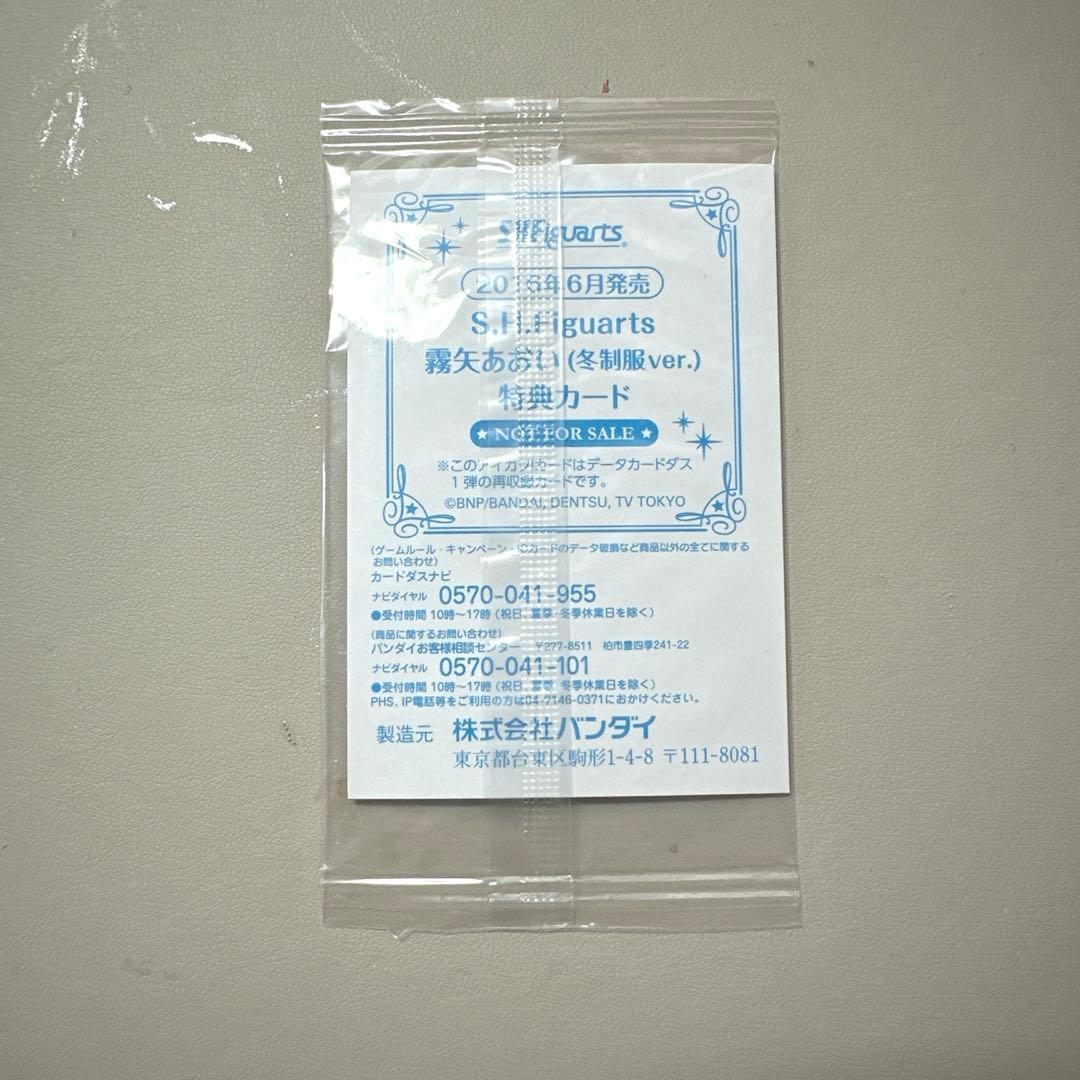 S.H.Figuarts
2016年6月発売
S.H.Figuarts
霧矢あおい(冬制服ver.)
特典カード
★ NOT FOR SALE ★
※このアイカツ!カードはデータカードダス
1弾の再収録カードです。
©BNP/BANDAI, DENTSU, TV TOKYO
(ゲームルール・キャンペーン・ICカードのデータ破損など商品以外の全てに関する
お問い合わせ)
カードダスナビ
ナビダイヤル 0570-041-955
●受付時間 10時〜17時 (祝日、夏季・冬季休業日を除く)
(商品に関するお問い合わせ)
バンダイお客様相談センター 〒277-8511 柏市豊四季241-22
ナビダイヤル 0570-041-101
●受付時間 10時〜17時 (祝日、夏季・冬季休業日を除く)
PHS、IP電話等をご利用の方は04-7146-0371におかけください。
製造元 株式会社バンダイ
東京都台東区駒形1-4-8 〒111-8081